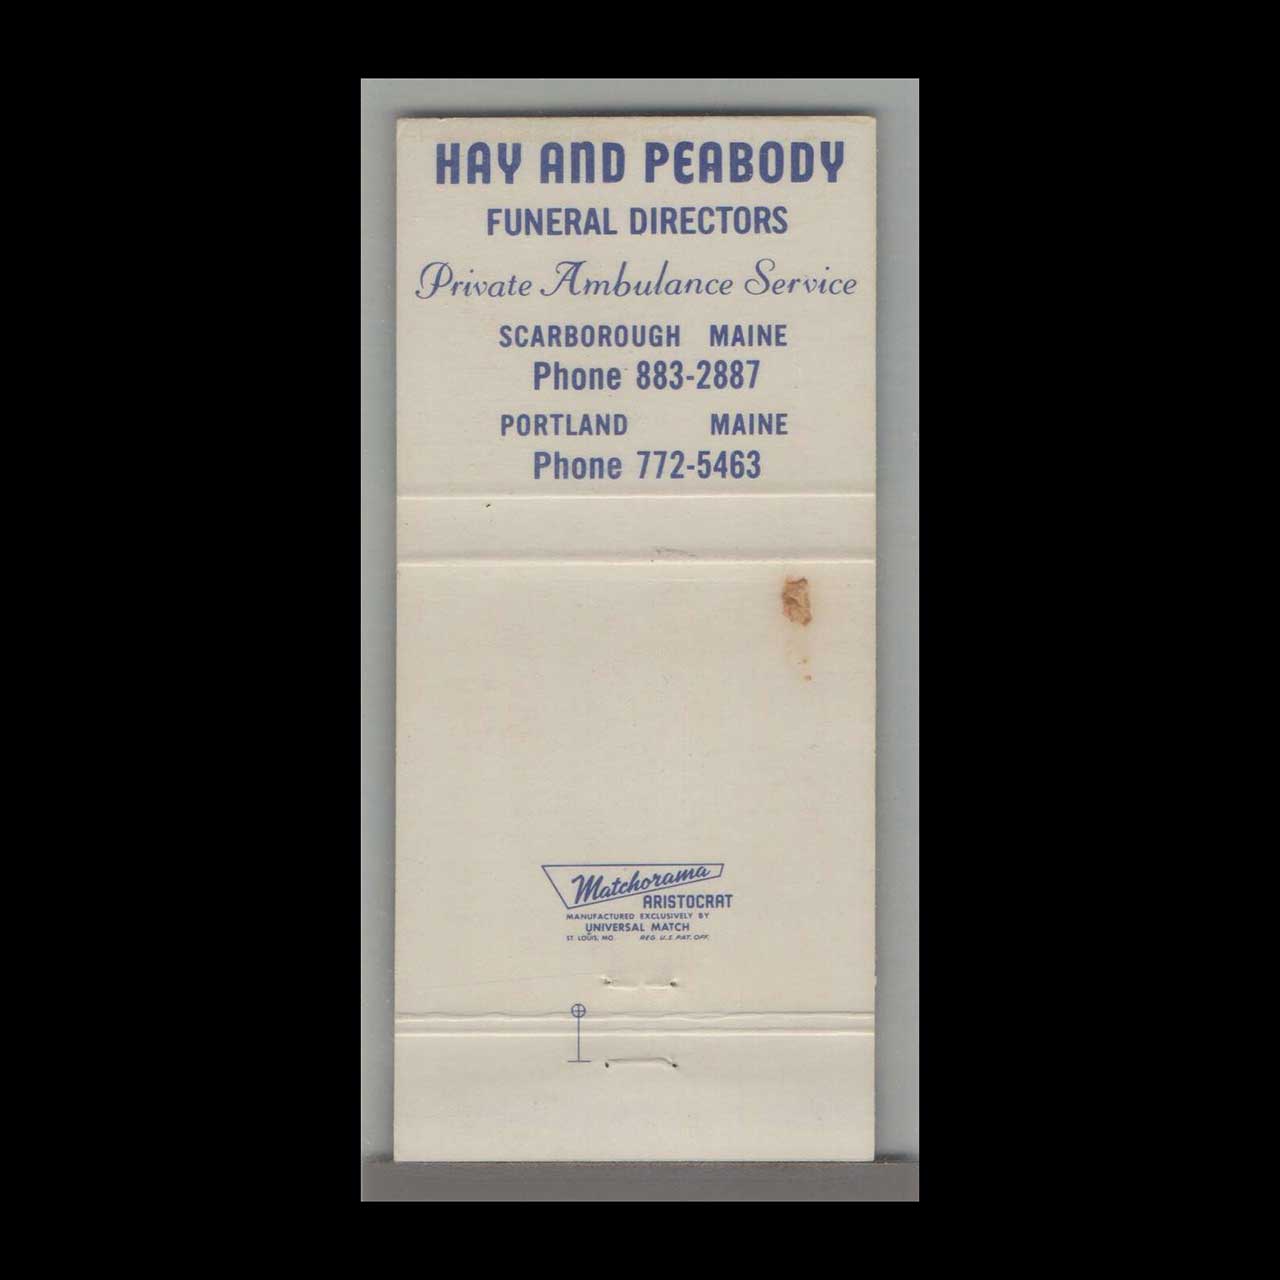 HAY AND PEABODY
FUNERAL DIRECTORS
Private Ambulance Service
SCARBOROUGH MAINE
Phone 883-2887
PORTLAND MAINE
Phone 772-5463
Matchorama
ARISTOCRAT
MANUFACTURED EXCLUSIVELY BY
UNIVERSAL MATCH
ST. LOUIS, MO. REG. U.S. PAT. OFF.